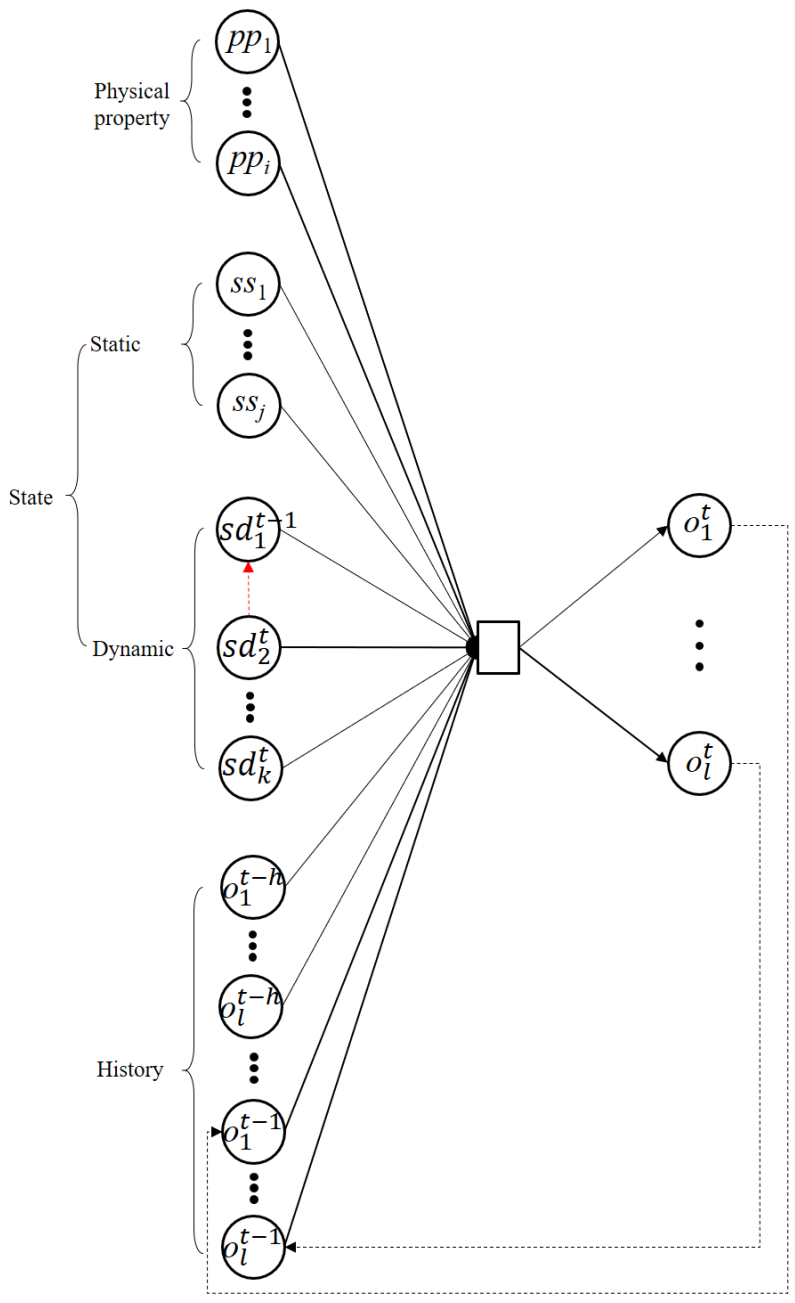 pp₁
Physical
property
ppᵢ
ss₁
Static
ssⱼ
State
sd₁ᵗ⁻¹
o₁ᵗ
Dynamic
sd₂ᵗ
sdₖᵗ
oₗᵗ
o₁ᵗ⁻ʰ
oₗᵗ⁻ʰ
History
o₁ᵗ⁻¹
oₗᵗ⁻¹